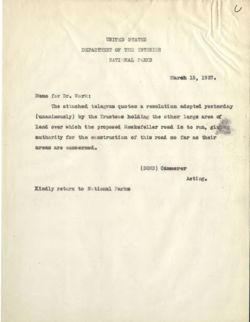 UNITED STATES
DEPARTMENT OF THE INTERIOR
NATIONAL PARKS
March 15, 1927.
Memo for Dr. Work:
The attached telegram quotes a resolution adopted yesterday
(unanimously) by the Trustees holding the other large area of
land over which the proposed Rockefeller road is to run, giving
authority for the construction of this road so far as their
areas are concerned.
(SGND) Cammerer
Acting.
Kindly return to National Parks